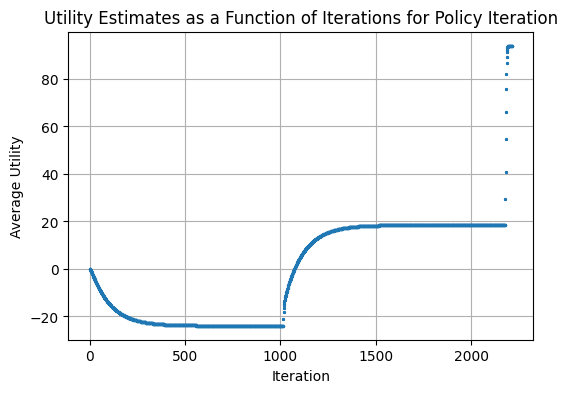 Utility Estimates as a Function of Iterations for Policy Iteration
80
60
40
20
0
−20
Average Utility
0 500 1000 1500 2000
Iteration